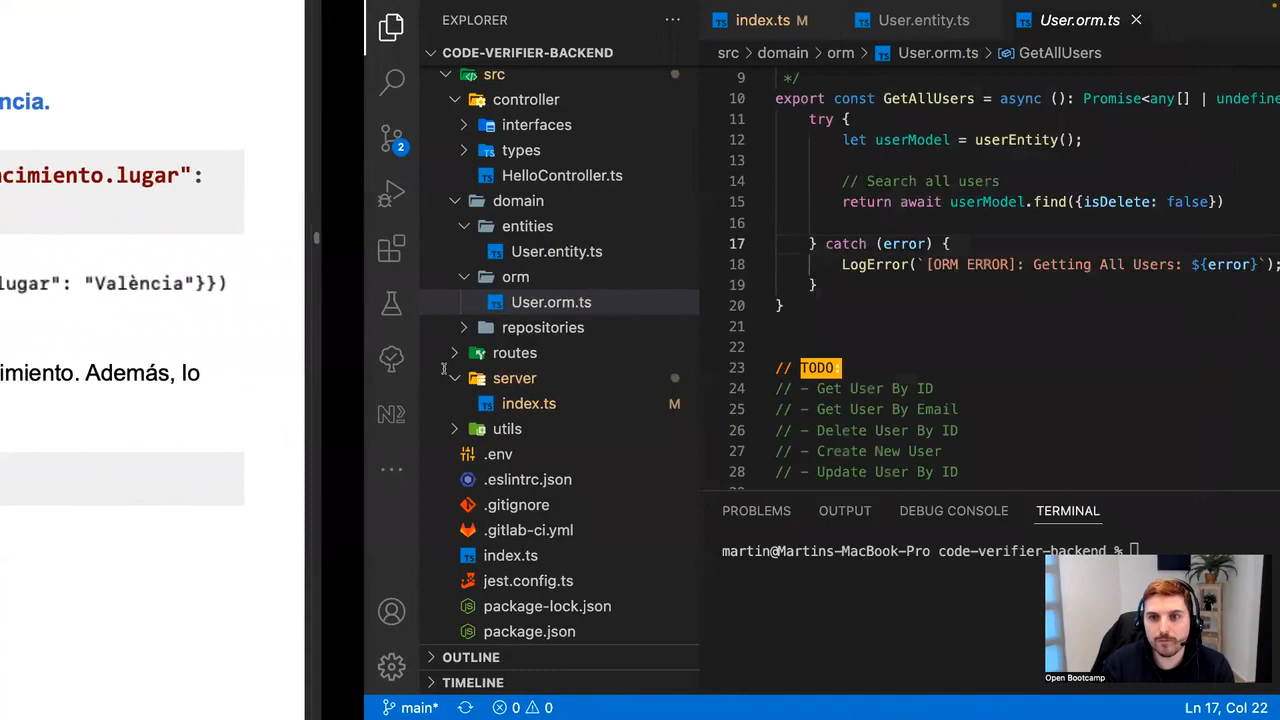 ncia.
cimiento.lugar":
lugar": "València"}})
imiento. Además, lo
EXPLORER
CODE-VERIFIER-BACKEND
src
controller
interfaces
types
HelloController.ts
domain
entities
User.entity.ts
orm
User.orm.ts
repositories
routes
server
index.ts M
utils
.env
.eslintrc.json
.gitignore
.gitlab-ci.yml
index.ts
jest.config.ts
package-lock.json
package.json
OUTLINE
TIMELINE
2
index.ts M User.entity.ts User.orm.ts
src domain orm User.orm.ts GetAllUsers
9 */
10 export const GetAllUsers = async (): Promise<any[] | undefine
11 try {
12 let userModel = userEntity();
13
14 // Search all users
15 return await userModel.find({isDelete: false})
16
17 } catch (error) {
18 LogError(`[ORM ERROR]: Getting All Users: ${error}`);
19 }
20 }
21
22
23 // TODO:
24 // - Get User By ID
25 // - Get User By Email
26 // - Delete User By ID
27 // - Create New User
28 // - Update User By ID
PROBLEMS OUTPUT DEBUG CONSOLE TERMINAL
martin@Martins-MacBook-Pro code-verifier-backend %
Open Bootcamp
main* 0 0 Ln 17, Col 22